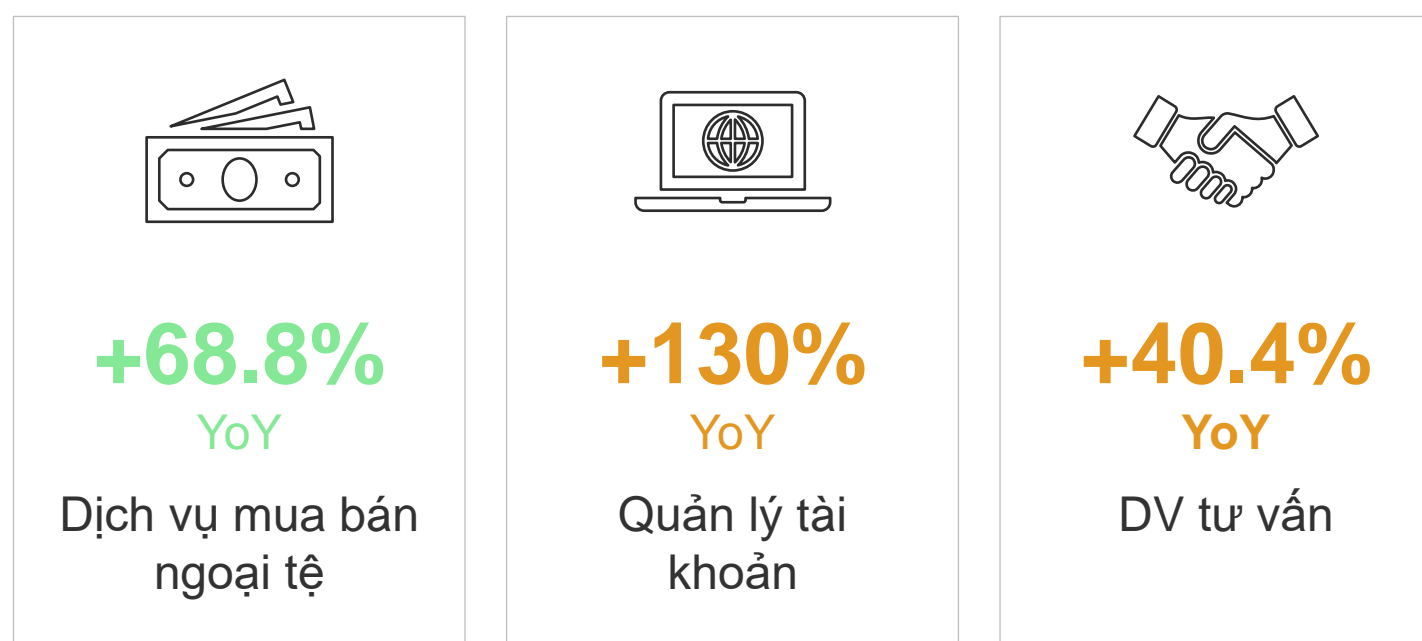 +68.8%
YoY
Dịch vụ mua bán
ngoại tệ
+130%
YoY
Quản lý tài
khoản
+40.4%
YoY
DV tư vấn